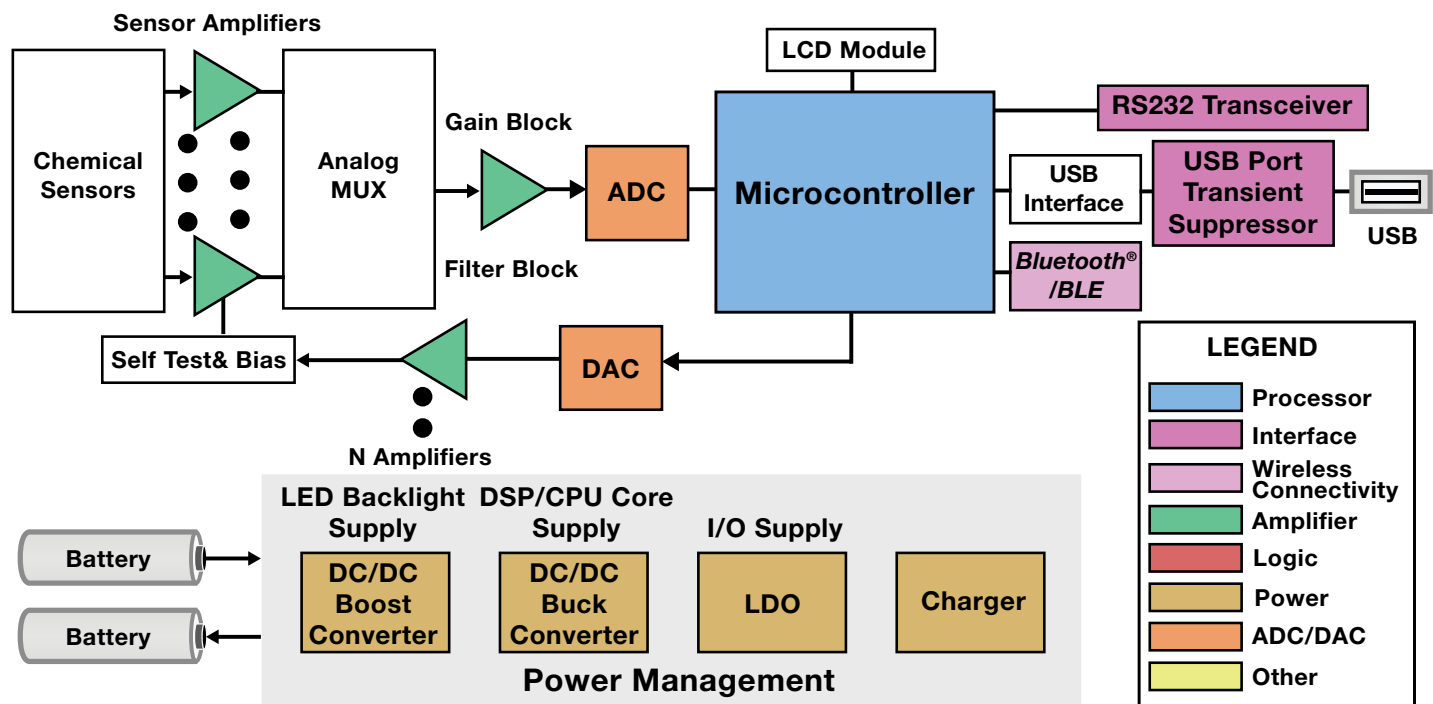 Sensor Amplifiers
Chemical
Sensors
Analog
MUX
Gain Block
Filter Block
ADC
LCD Module
Microcontroller
RS232 Transceiver
USB
Interface
USB Port
Transient
Suppressor
USB
Bluetooth®
/BLE
Self Test& Bias
DAC
N Amplifiers
LEGEND
Processor
Interface
Wireless
Connectivity
Amplifier
Logic
Power
ADC/DAC
Other
Battery
Battery
LED Backlight
Supply
DC/DC
Boost
Converter
DSP/CPU Core
Supply
DC/DC
Buck
Converter
I/O Supply
LDO
Charger
Power Management